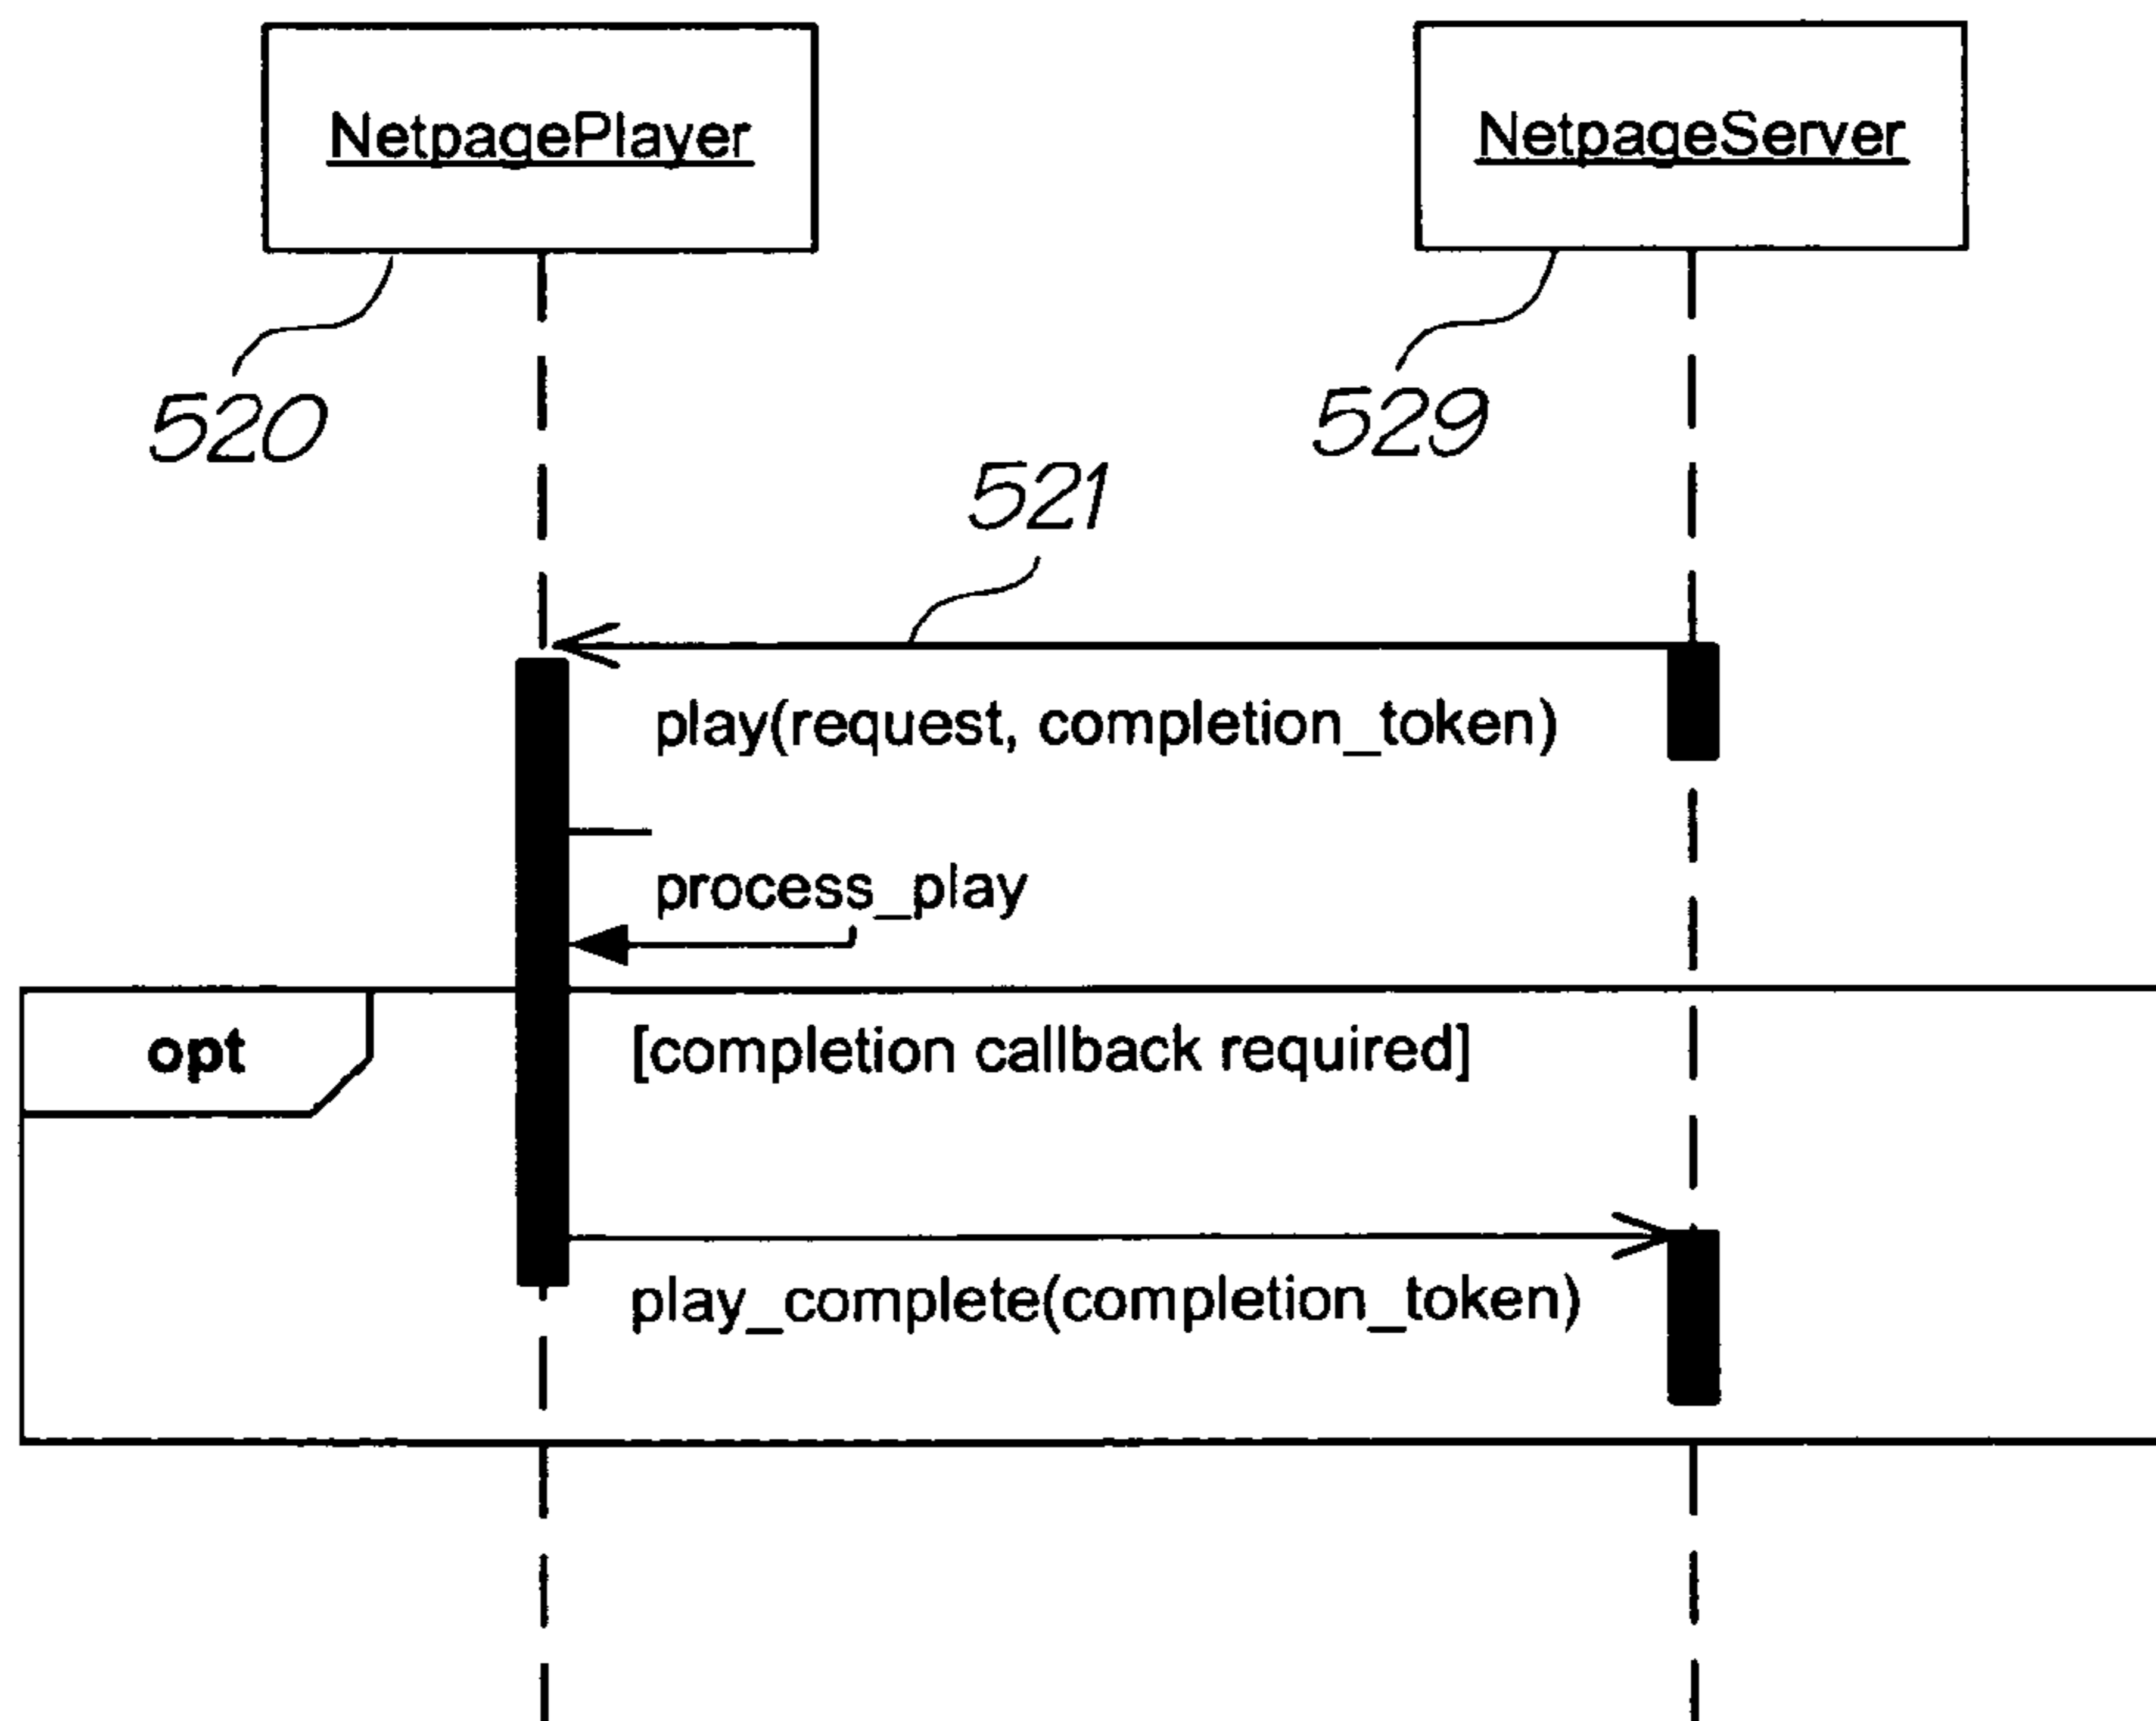 NetpagePlayer
NetpageServer
520
529
521
play(request, completion_token)
process_play
opt
[completion callback required]
play_complete(completion_token)